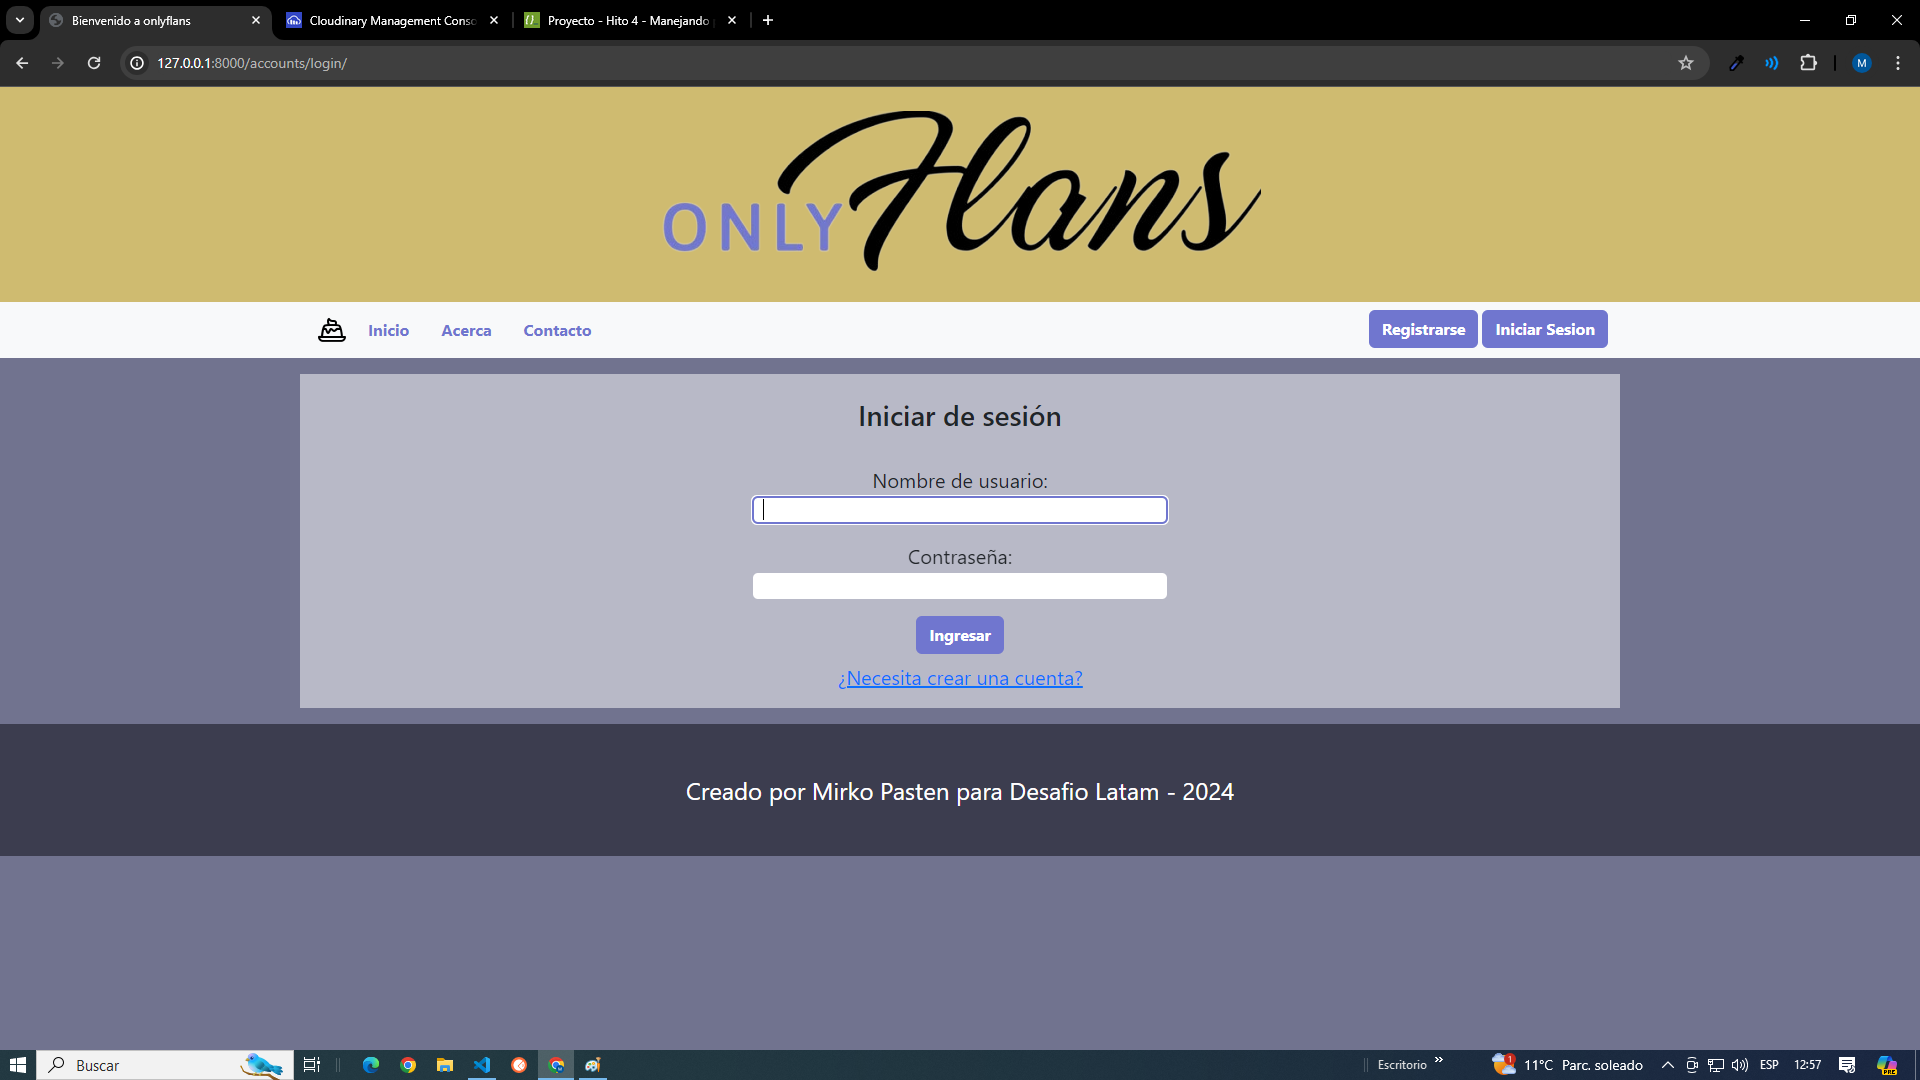 Bienvenido a onlyflans
Cloudinary Management Conso
Proyecto - Hito 4 - Manejando
127.0.0.1:8000/accounts/login/
M
ONLY Flans
Inicio
Acerca
Contacto
Registrarse
Iniciar Sesion
Iniciar de sesión
Nombre de usuario:
Contraseña:
Ingresar
¿Necesita crear una cuenta?
Creado por Mirko Pasten para Desafio Latam - 2024
Buscar
Escritorio
1
11°C Parc. soleado
ESP
12:57
PRE